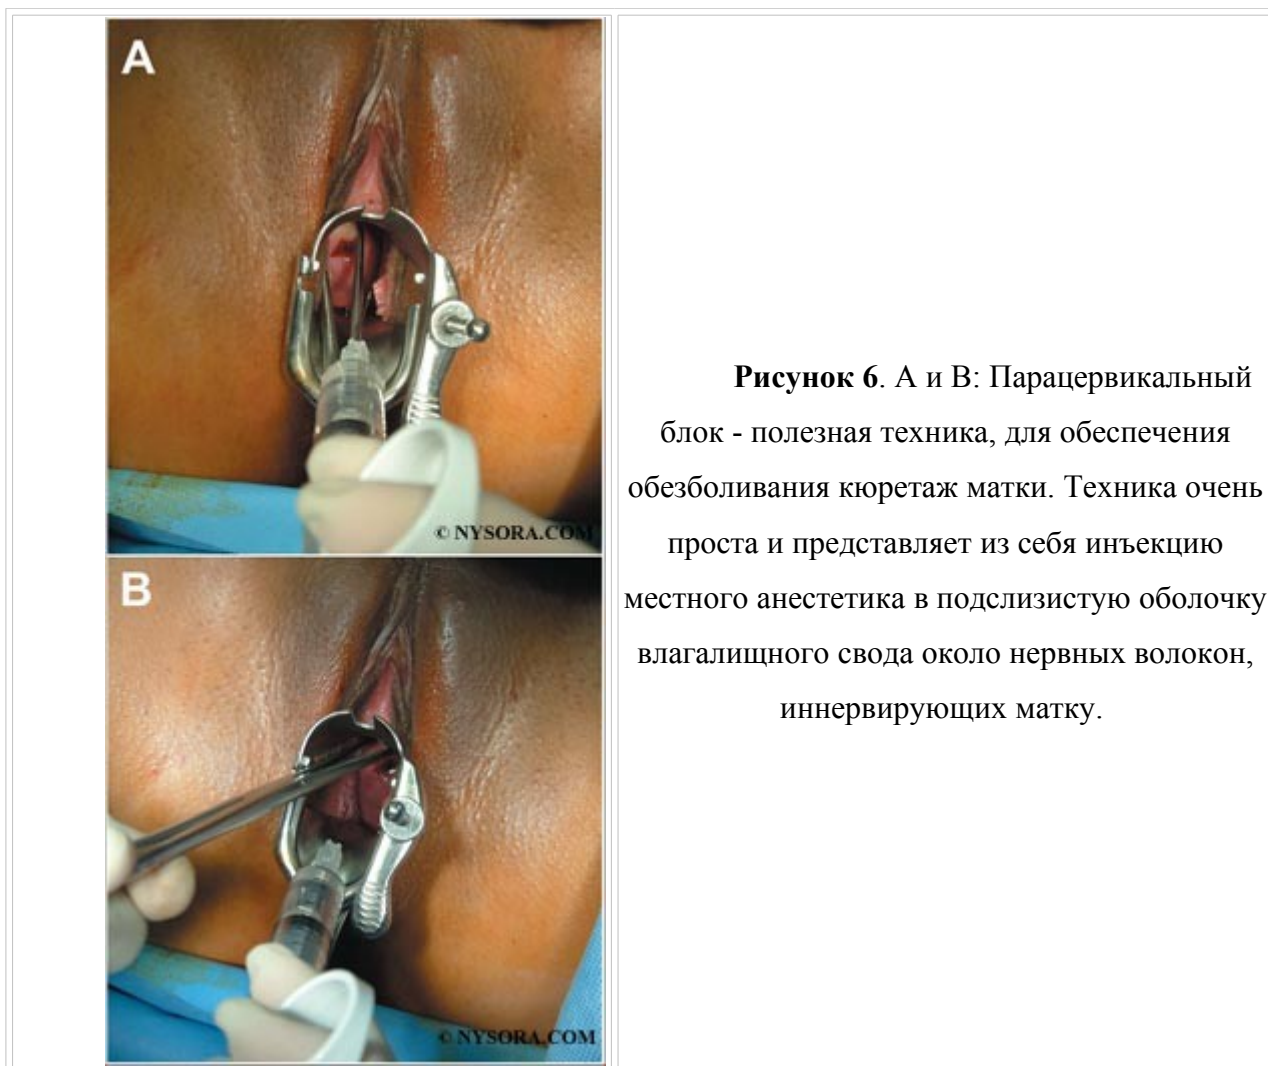 A
© NYSORA.COM
B
© NYSORA.COM
Рисунок 6. А и В: Парацервикальный
блок - полезная техника, для обеспечения
обезболивания кюретаж матки. Техника очень
проста и представляет из себя инъекцию
местного анестетика в подслизистую оболочку
влагалищного свода около нервных волокон,
иннервирующих матку.